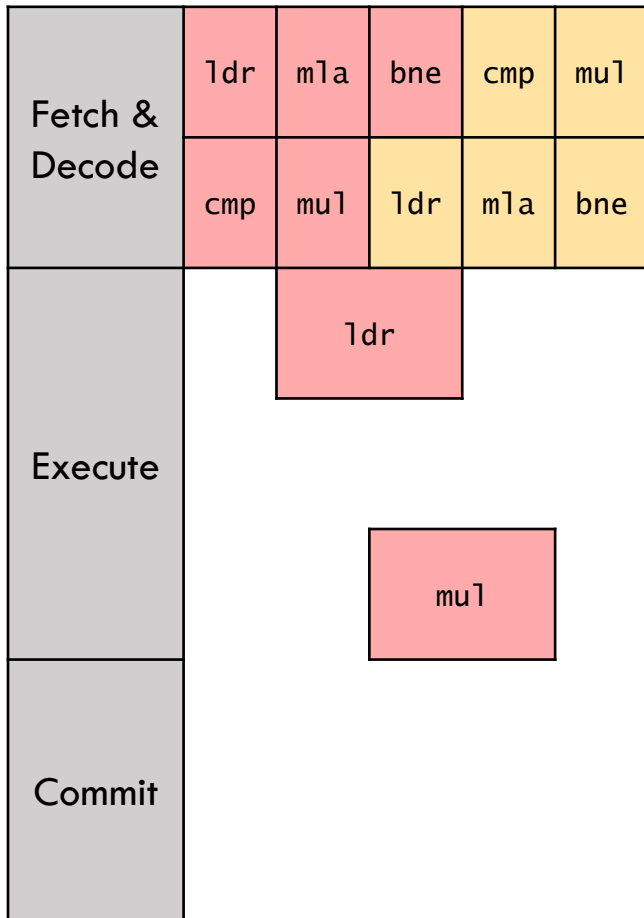 Fetch &
Decode
ldr mla bne cmp mul
cmp mul ldr mla bne
Execute
ldr
mul
Commit